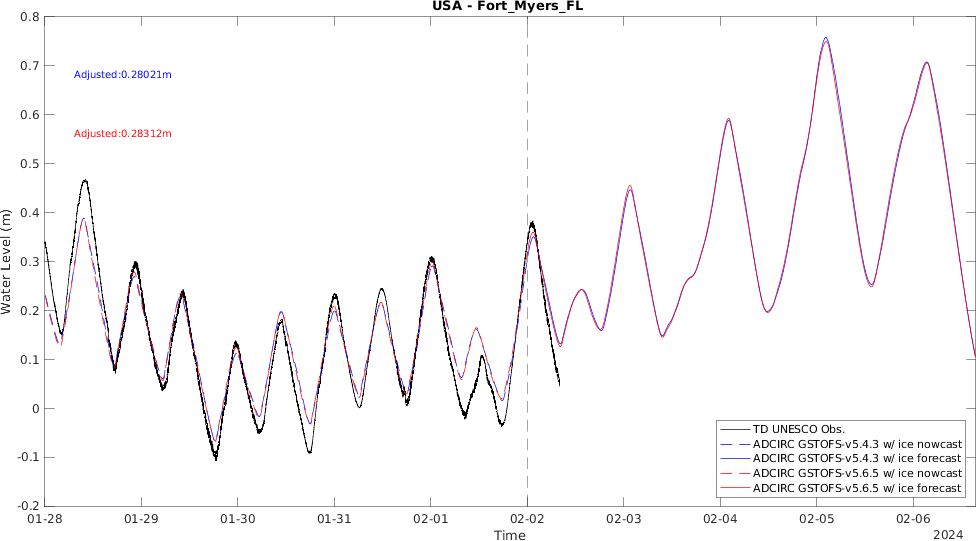 USA - Fort_Myers_FL
0.8
0.7
0.6
0.5
0.4
0.3
0.2
0.1
0
-0.1
-0.2
Water Level (m)
Adjusted:0.28021m
Adjusted:0.28312m
TD UNESCO Obs.
ADCIRC GSTOFS-v5.4.3 w/ ice nowcast
ADCIRC GSTOFS-v5.4.3 w/ ice forecast
ADCIRC GSTOFS-v5.6.5 w/ ice nowcast
ADCIRC GSTOFS-v5.6.5 w/ ice forecast
01-28 01-29 01-30 01-31 02-01 02-02 02-03 02-04 02-05 02-06
Time
2024